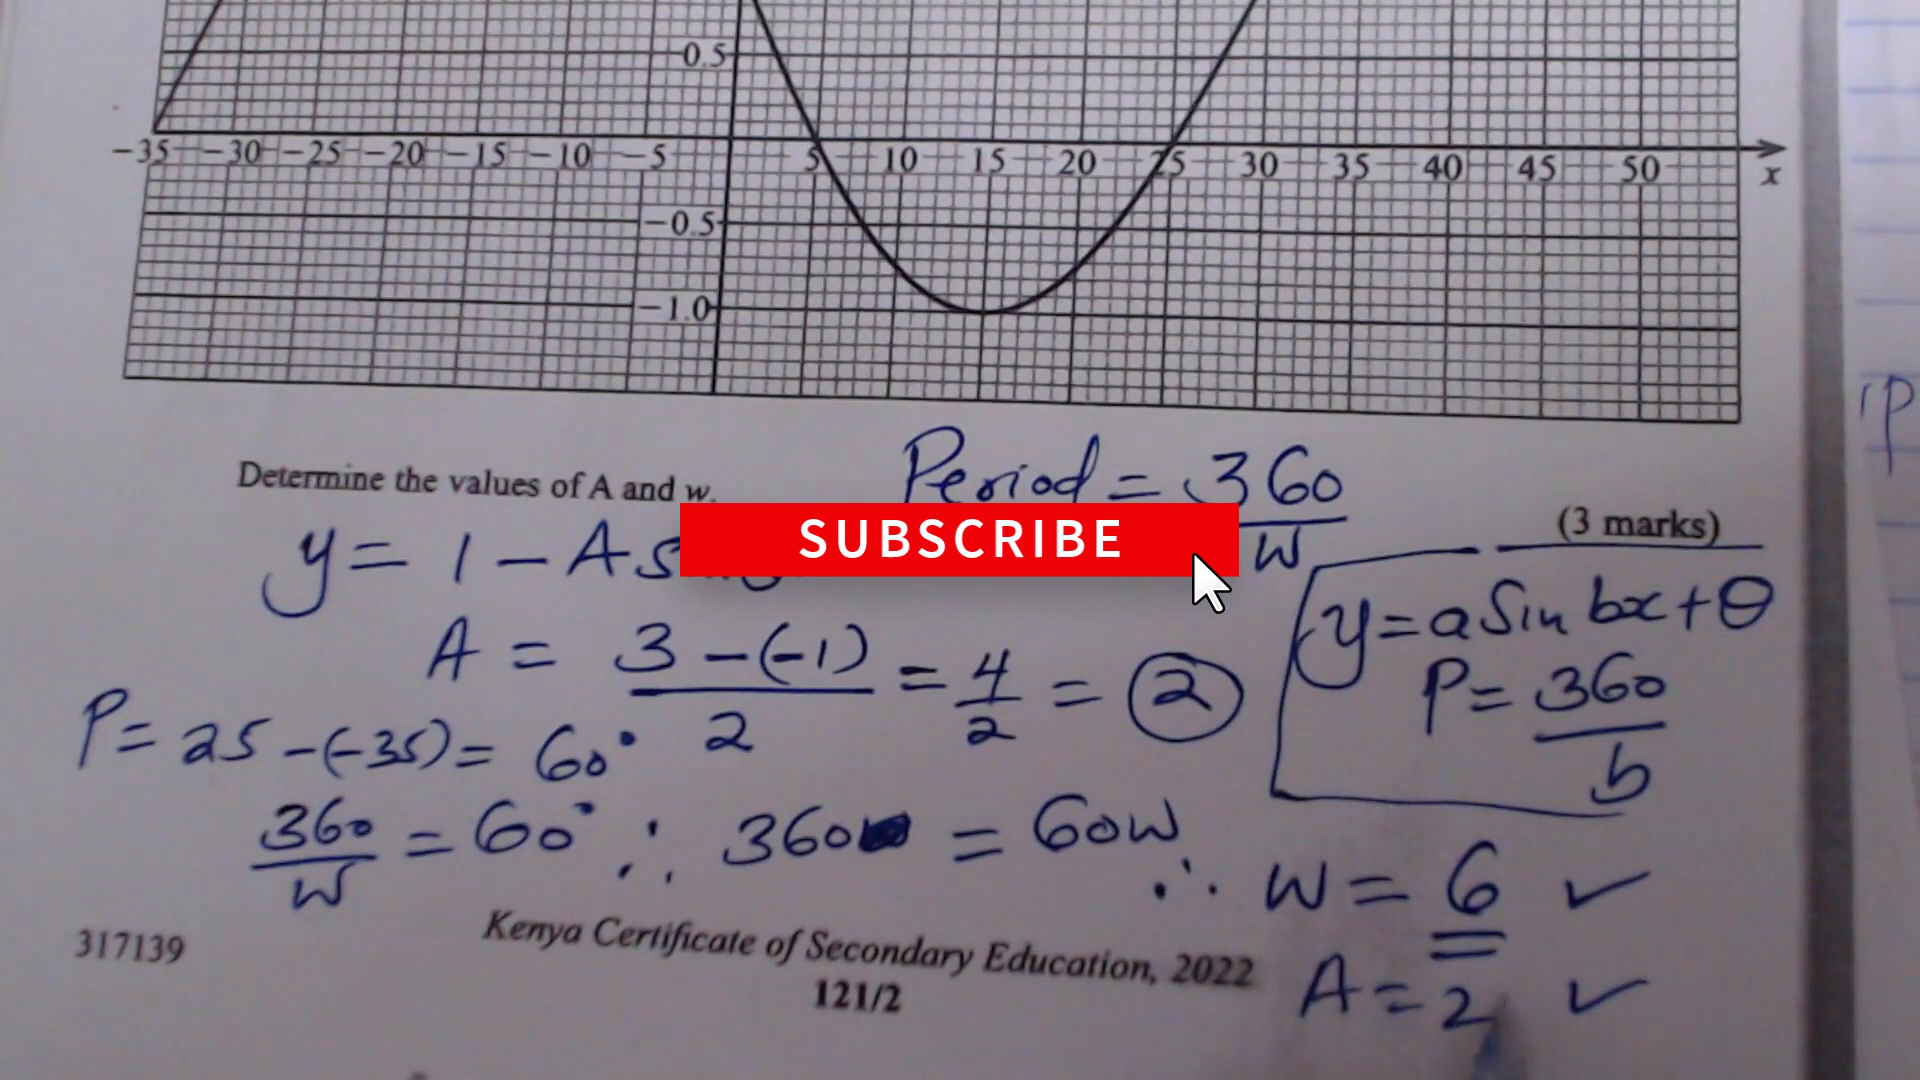 0.5
−35 −30 −25 −20 −15 −10 −5 5 10 15 20 25 30 35 40 45 50 x
−0.5
−1.0
Determine the values of A and w.
(3 marks)
Period = 360/W
y = 1 − A s
SUBSCRIBE
A = 3 − (−1)/2 = 4/2 = 2
y = a Sin bx + θ
P = 360/b
P = 25 − (−35) = 60°
360/W = 60° ∴ 360 = 60W
∴ W = 6 ✓
A = 2 ✓
317139
Kenya Certificate of Secondary Education, 2022
121/2
P